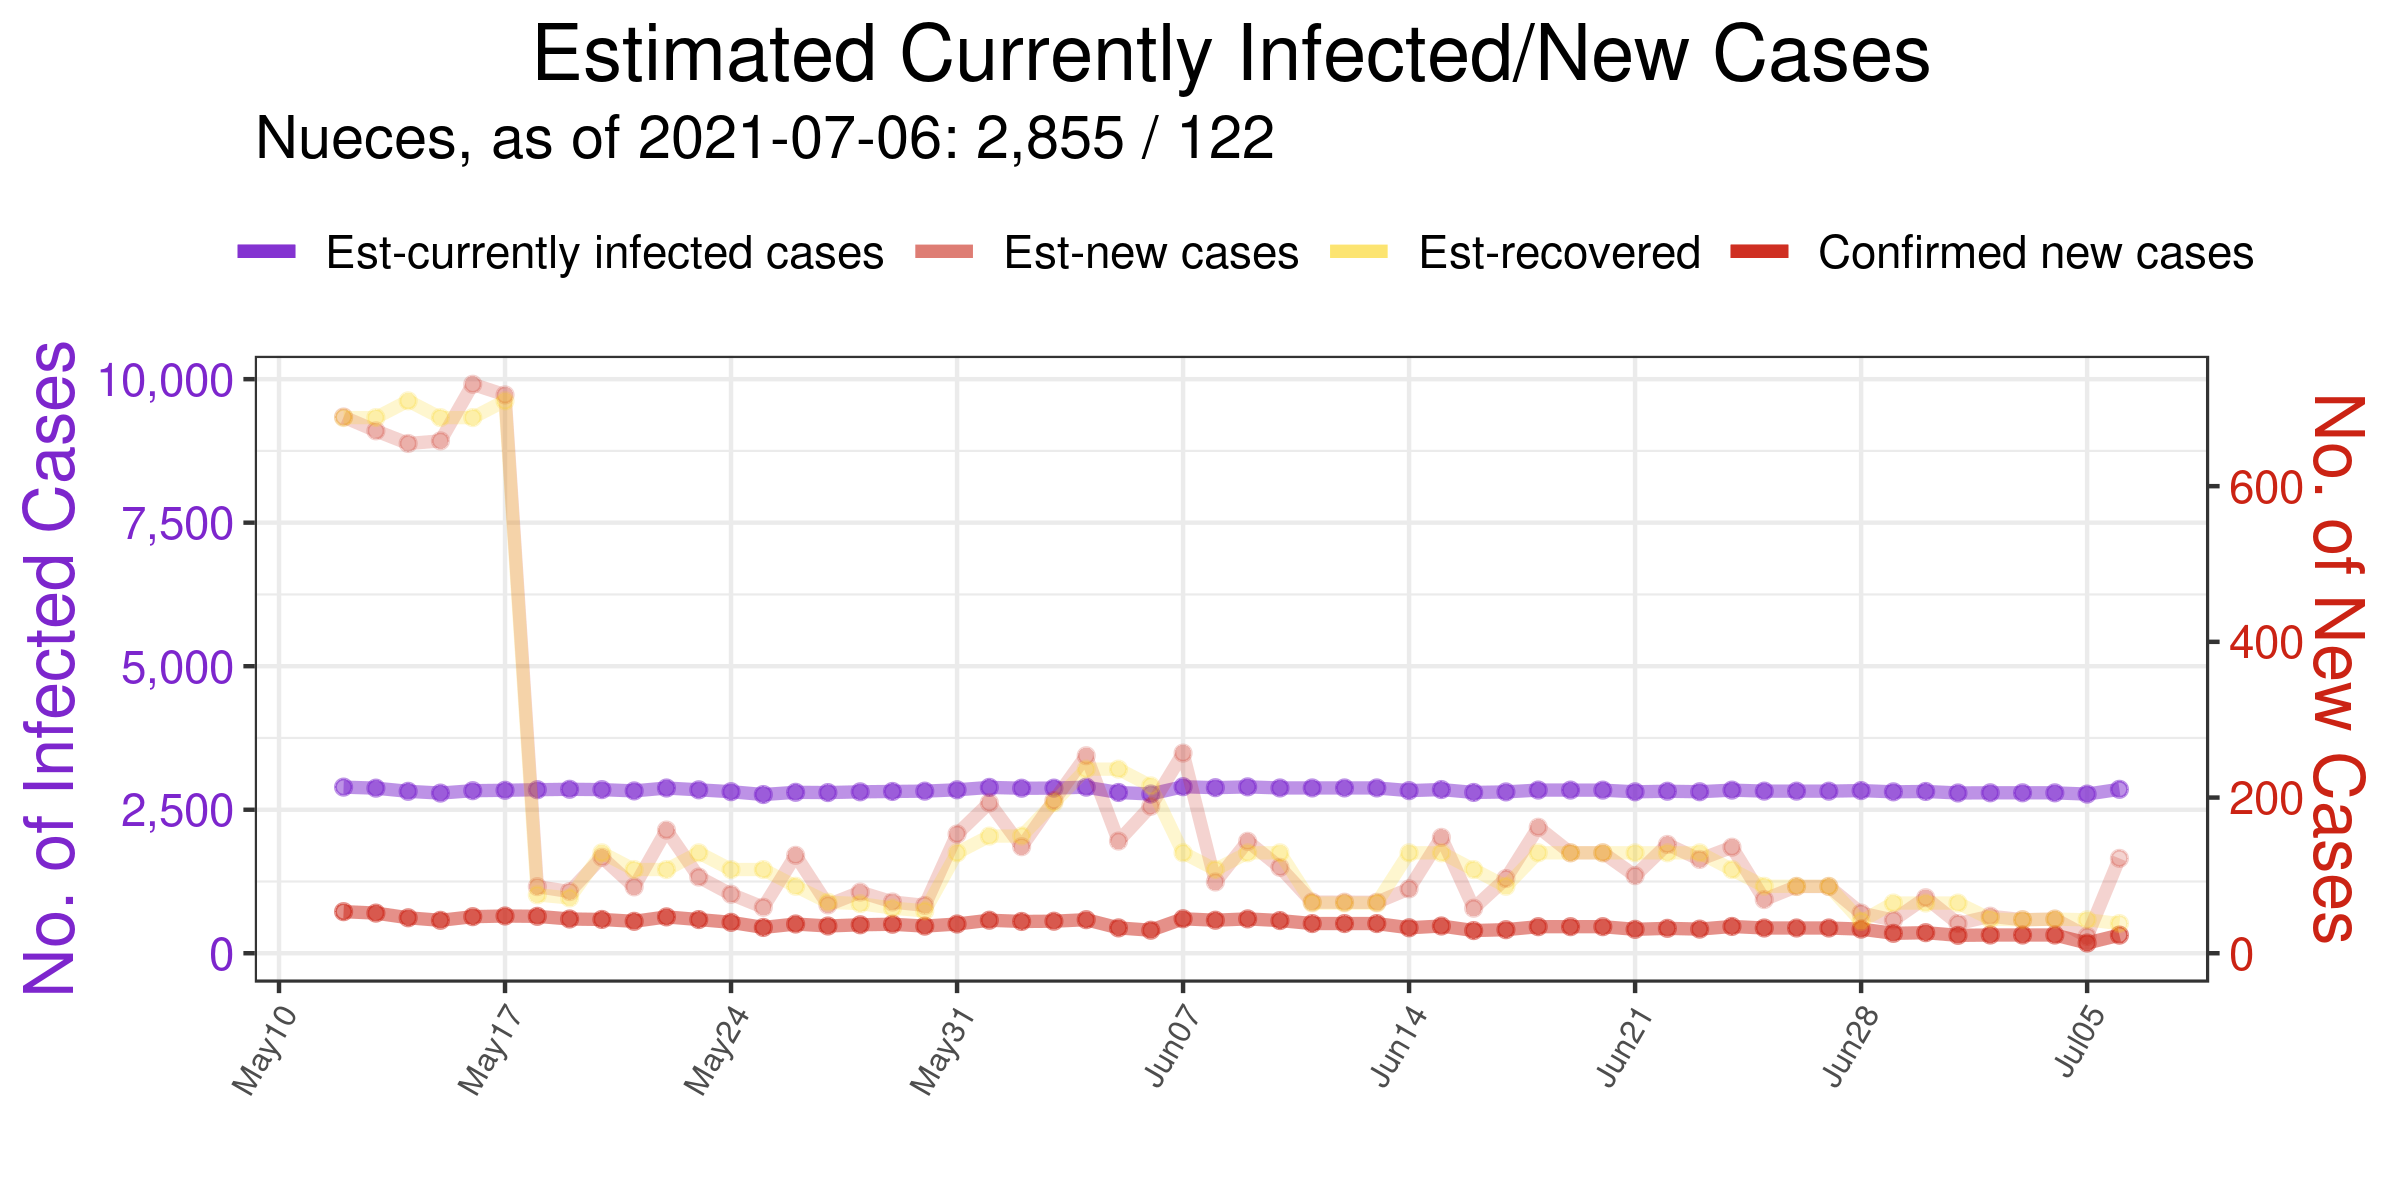 Estimated Currently Infected/New Cases
Nueces, as of 2021-07-06: 2,855 / 122
Est-currently infected cases Est-new cases Est-recovered Confirmed new cases
No. of Infected Cases
10,000
7,500
5,000
2,500
0
No. of New Cases
600
400
200
0
May10 May17 May24 May31 Jun07 Jun14 Jun21 Jun28 Jul05